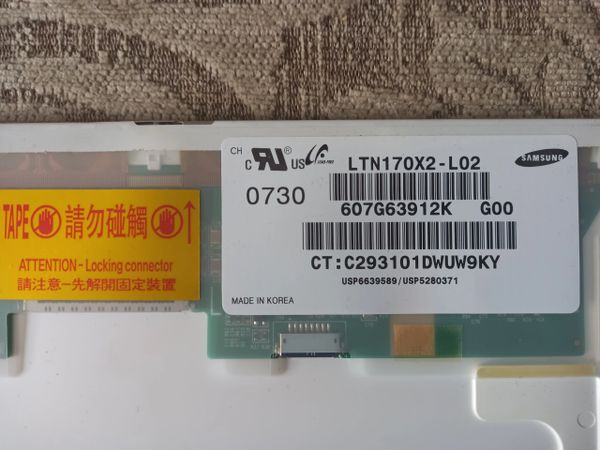 CH
C UL ® US
LTN170X2-L02
SAMSUNG
0730
607G63912K G00
CT:C293101DWUW9KY
USP6639589/USP5280371
MADE IN KOREA
TAPE 請勿碰觸
ATTENTION - Locking connector
請注意-先解開固定裝置